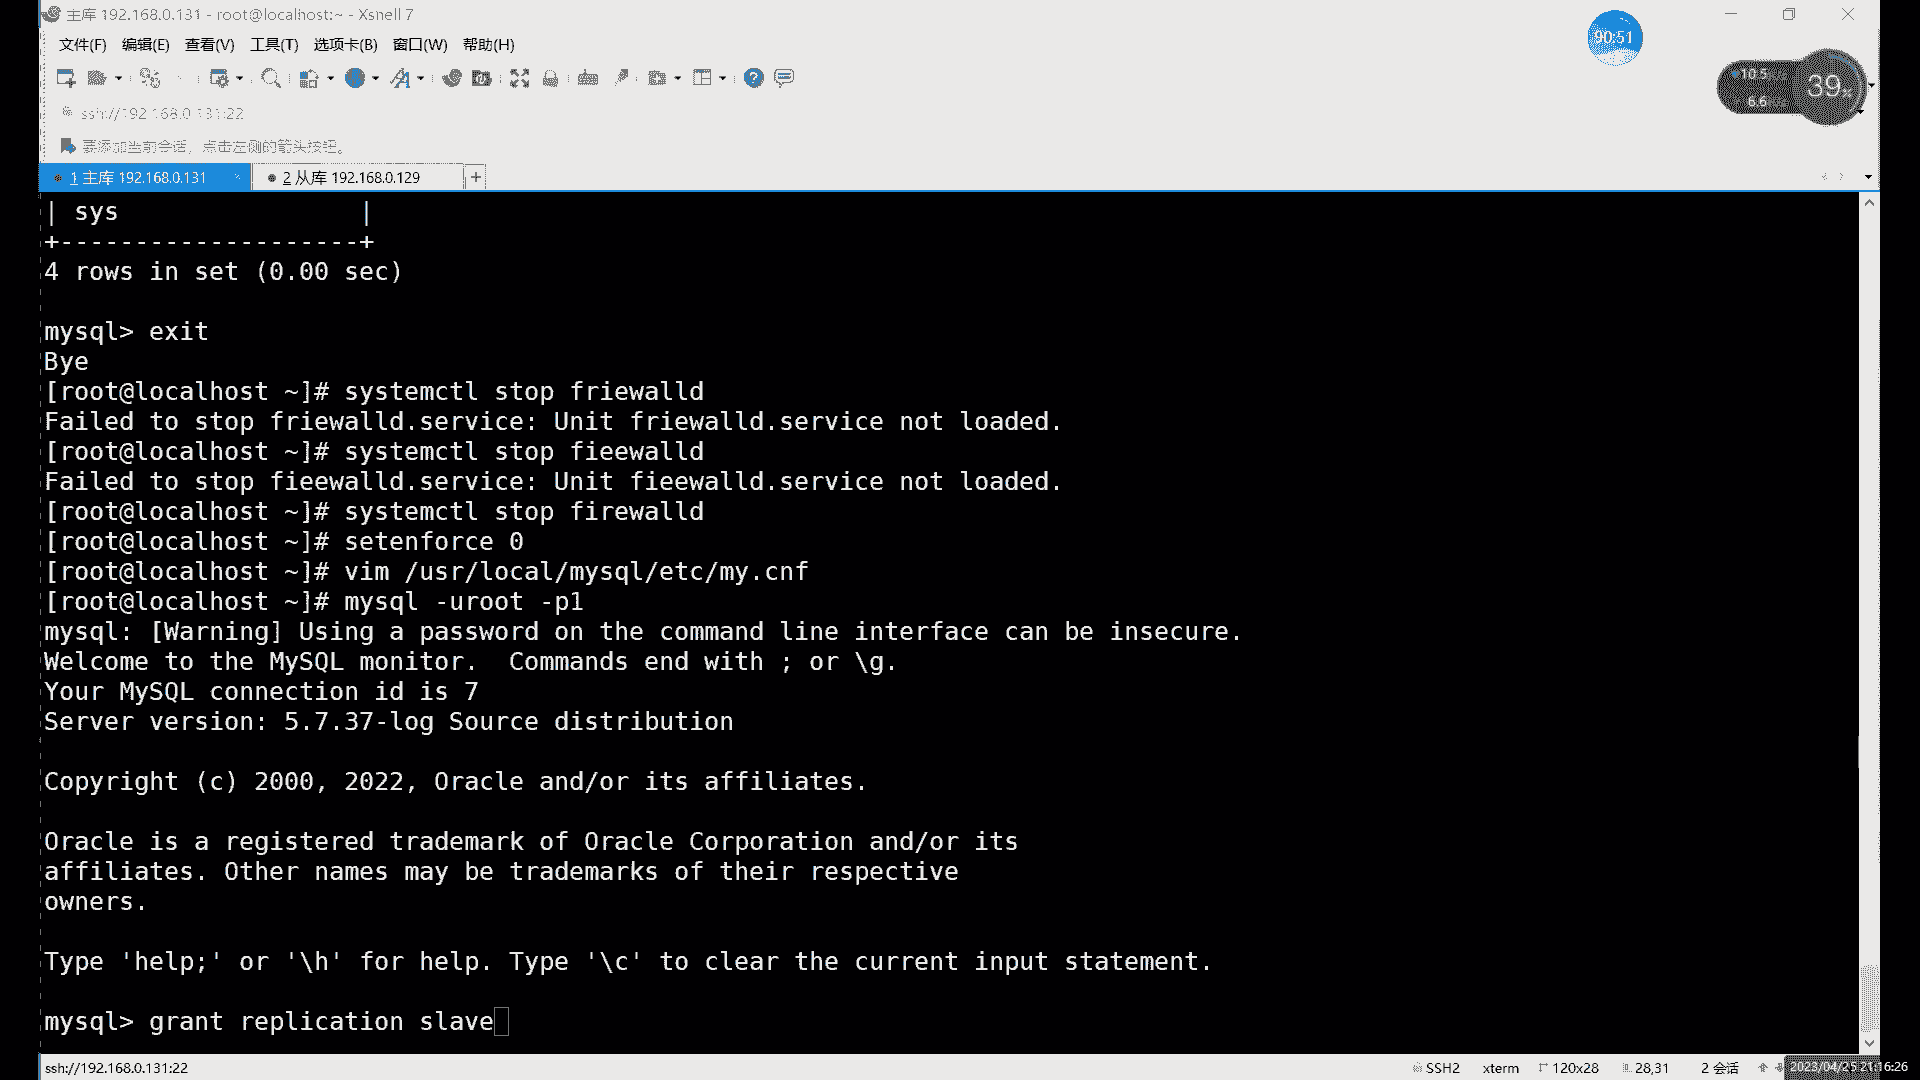 主库 192.168.0.131 - root@localhost:~ - Xsnell 7
文件(F) 编辑(E) 查看(V) 工具(T) 选项卡(B) 窗口(W) 帮助(H)
90:51
10.5
6.6
39%
ssh://192.168.0.131:22
要添加当前会话，点击左侧的箭头按钮。
1 主库 192.168.0.131 × 2 从库 192.168.0.129 +
| sys                |
+--------------------+
4 rows in set (0.00 sec)
mysql> exit
Bye
[root@localhost ~]# systemctl stop friewalld
Failed to stop friewalld.service: Unit friewalld.service not loaded.
[root@localhost ~]# systemctl stop fieewalld
Failed to stop fieewalld.service: Unit fieewalld.service not loaded.
[root@localhost ~]# systemctl stop firewalld
[root@localhost ~]# setenforce 0
[root@localhost ~]# vim /usr/local/mysql/etc/my.cnf
[root@localhost ~]# mysql -uroot -p1
mysql: [Warning] Using a password on the command line interface can be insecure.
Welcome to the MySQL monitor.  Commands end with ; or \g.
Your MySQL connection id is 7
Server version: 5.7.37-log Source distribution
Copyright (c) 2000, 2022, Oracle and/or its affiliates.
Oracle is a registered trademark of Oracle Corporation and/or its
affiliates. Other names may be trademarks of their respective
owners.
Type 'help;' or '\h' for help. Type '\c' to clear the current input statement.
mysql> grant replication slave
ssh://192.168.0.131:22 SSH2 xterm 120x28 28,31 2 会话 2023/04/25 21:16:26